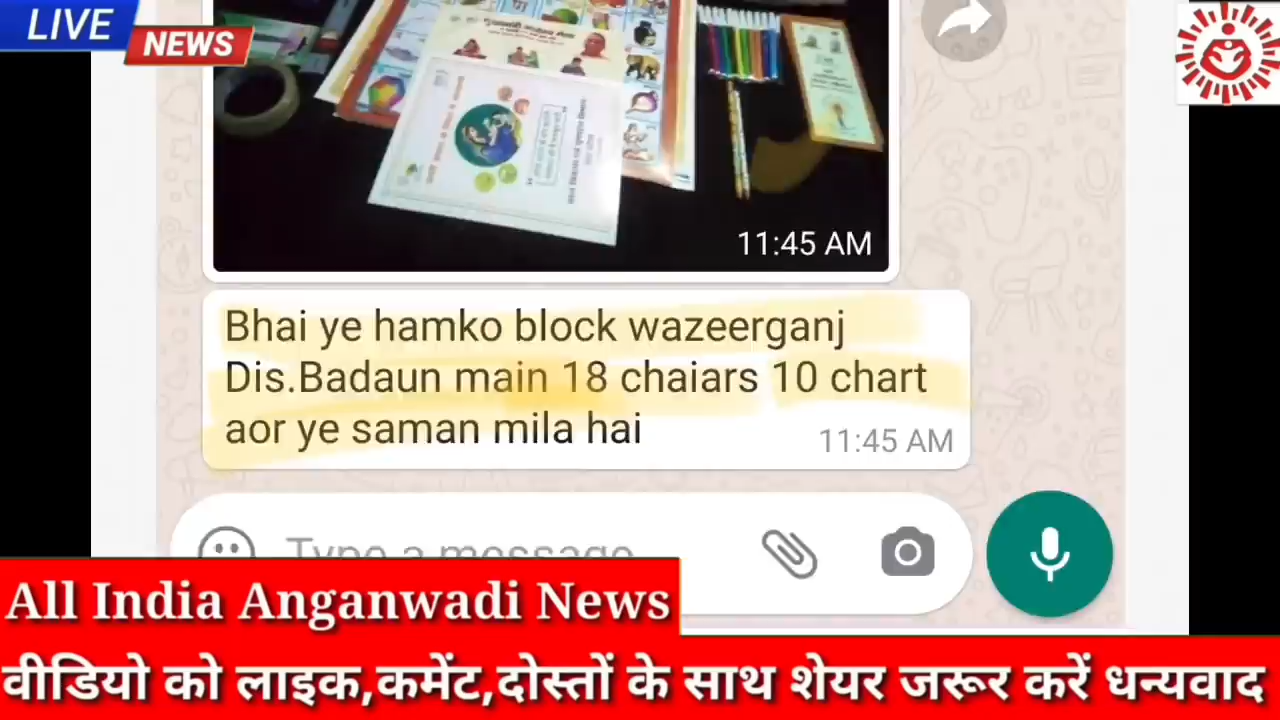 LIVE
NEWS
11:45 AM
Bhai ye hamko block wazeerganj
Dis.Badaun main 18 chaiars 10 chart
aor ye saman mila hai
11:45 AM
Type a message
All India Anganwadi News
वीडियो को लाइक,कमेंट,दोस्तों के साथ शेयर जरूर करें धन्यवाद